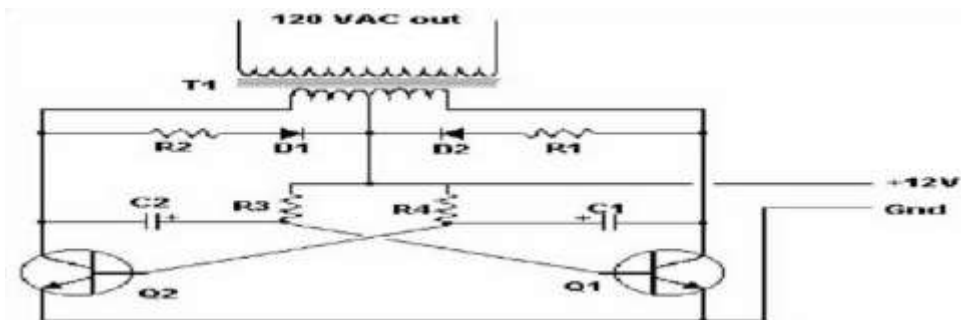 120 VAC out
T1
R2 D1 D2 R1
+12V
C2 R3 R4 C1
Gnd
Q2 Q1